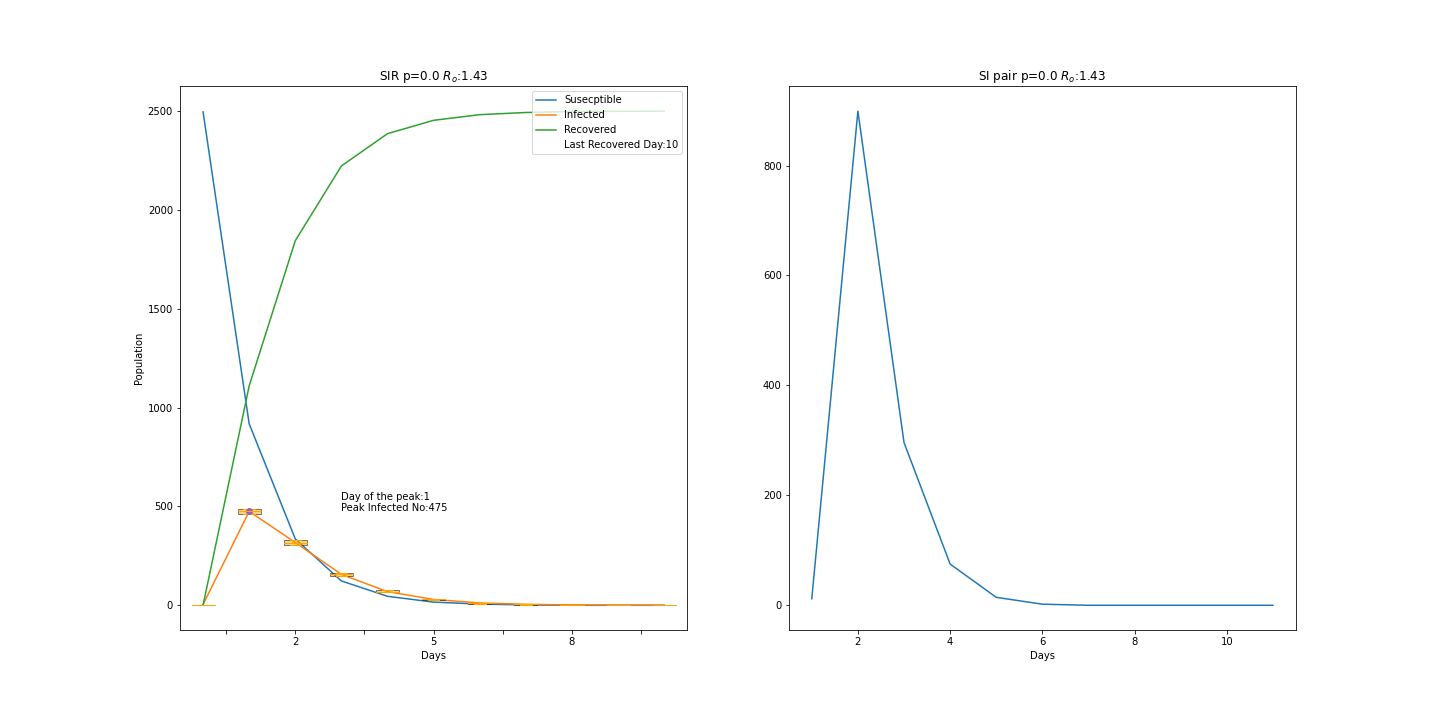 SIR p=0.0 Rₒ:1.43
Susecptible
Infected
Recovered
Last Recovered Day:10
2500
2000
1500
1000
500
0
Population
Day of the peak:1
Peak Infected No:475
2 5 8
Days
SI pair p=0.0 Rₒ:1.43
800
600
400
200
0
2 4 6 8 10
Days